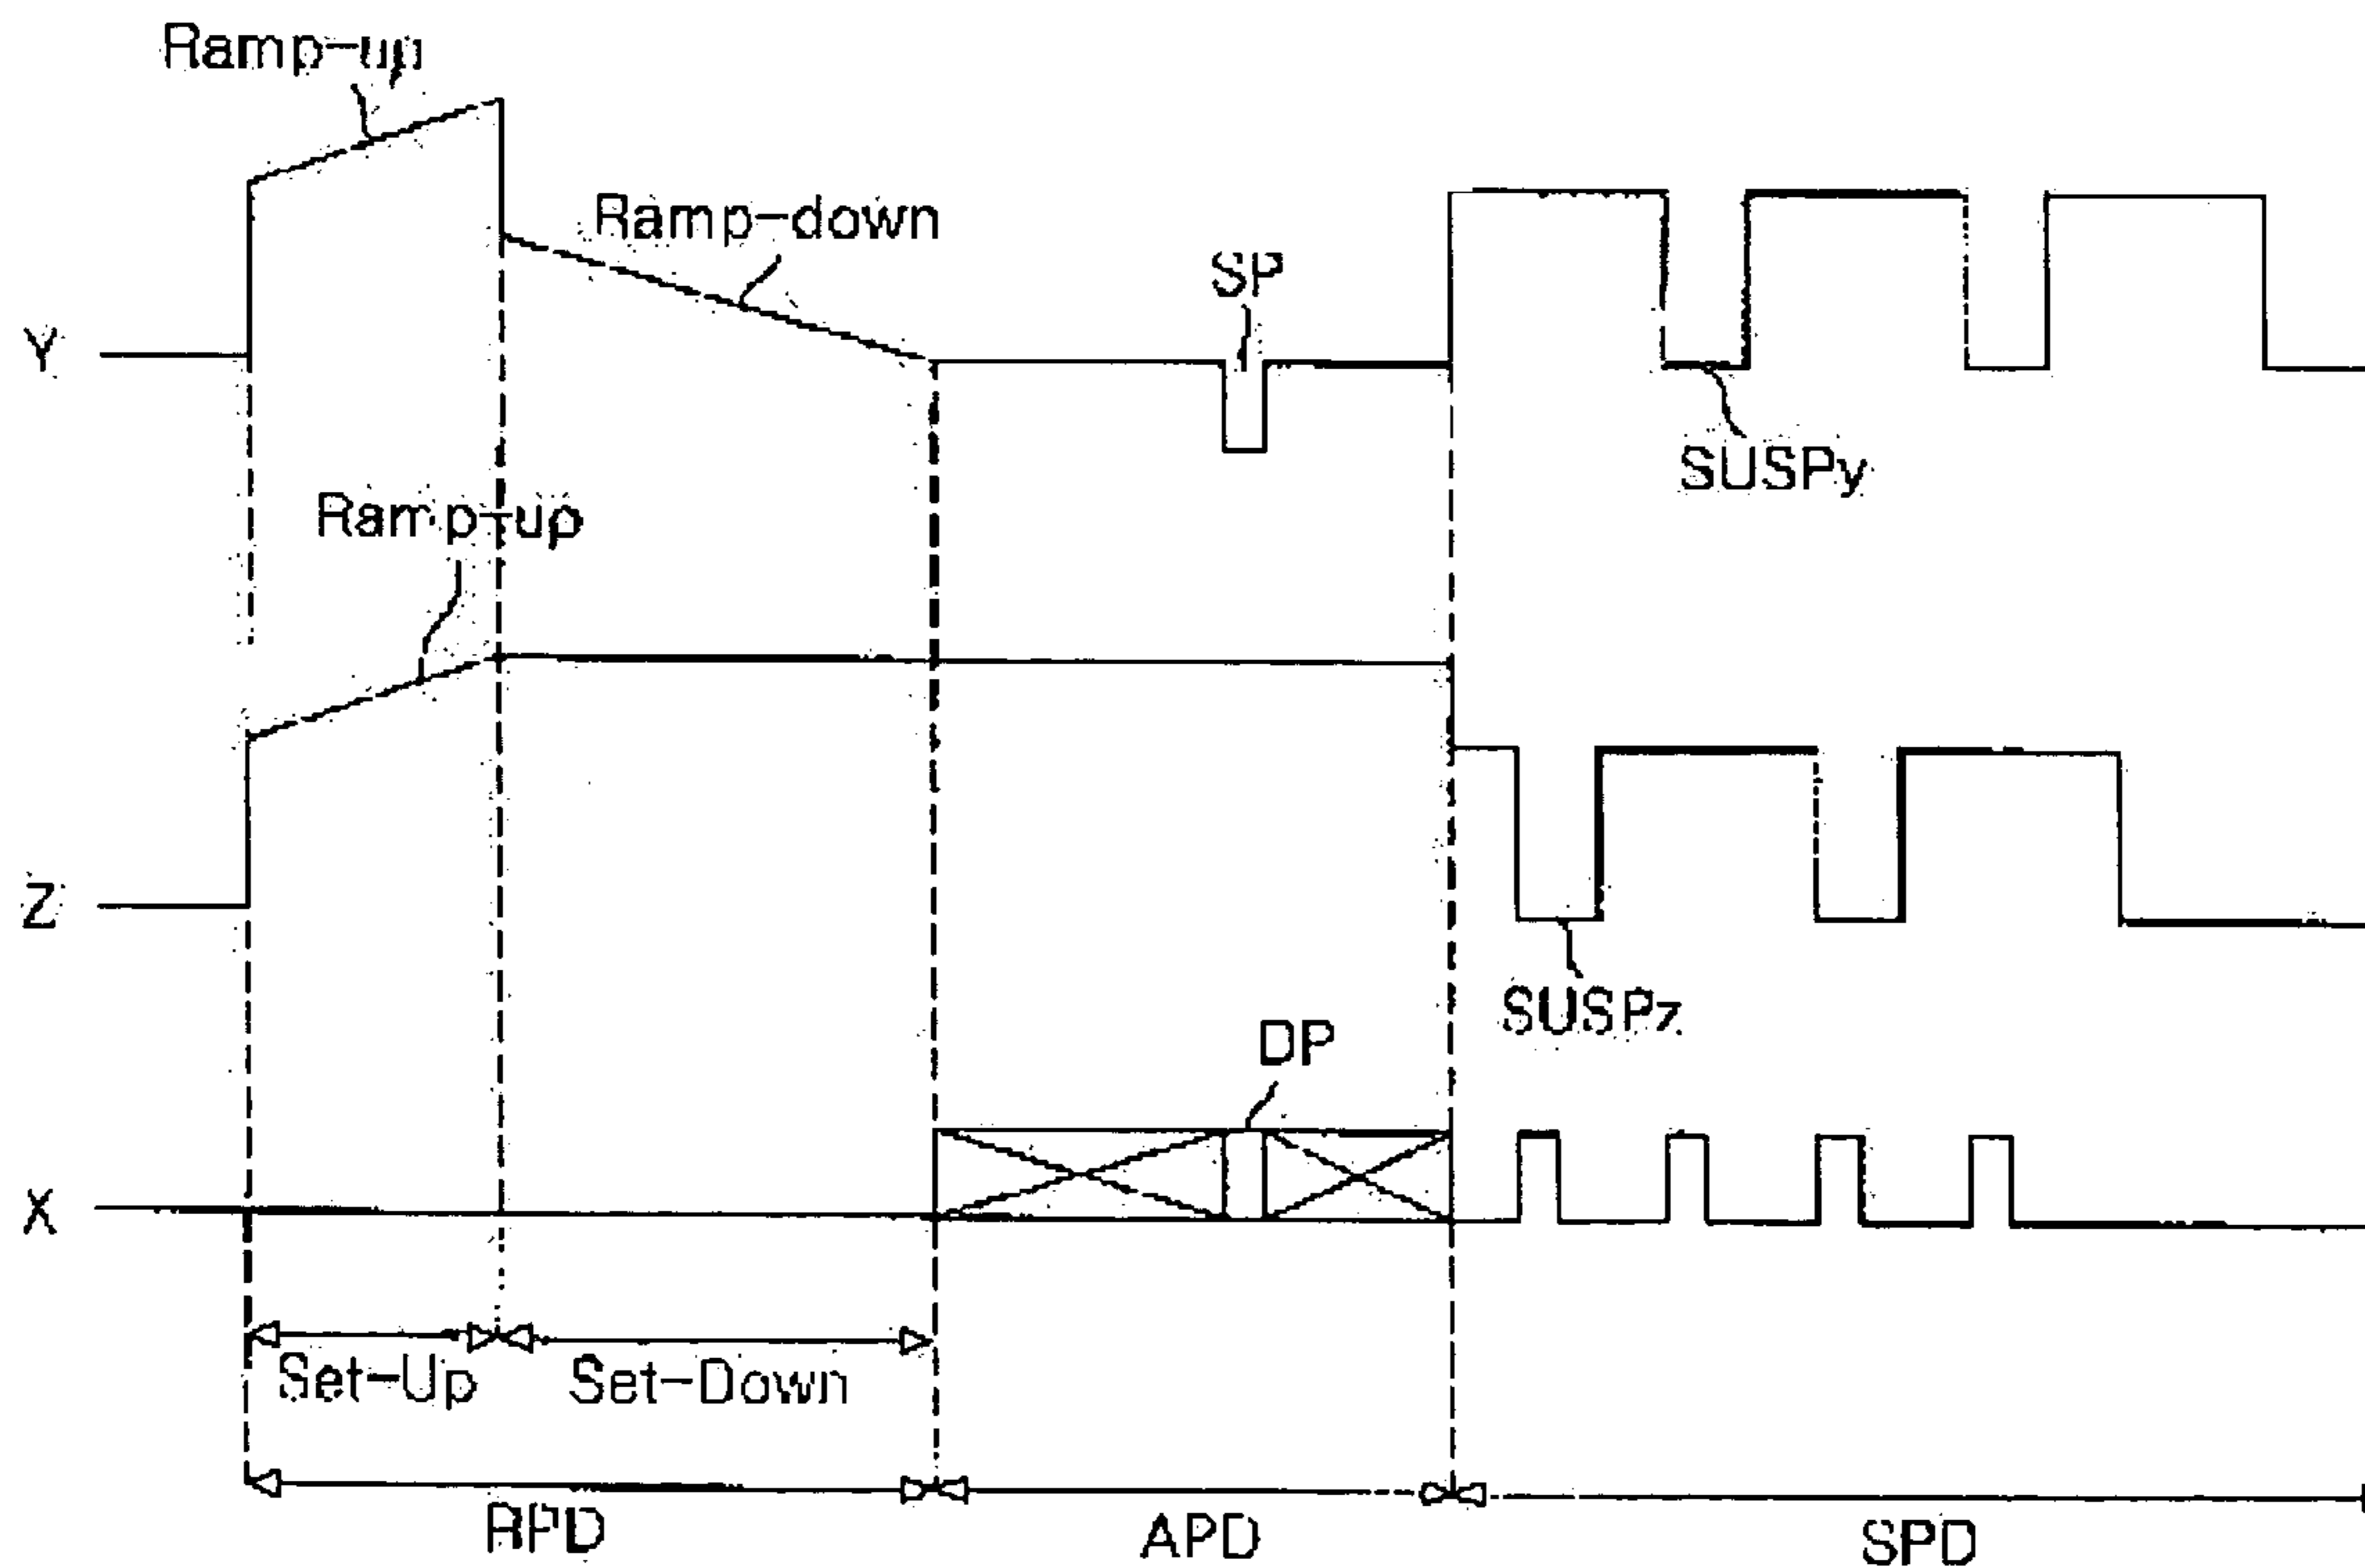 Ramp-up
Ramp-down
SP
Y
SUSPy
Ramp-up
Z
SUSPz
DP
X
Set-Up
Set-Down
RPD
APD
SPD